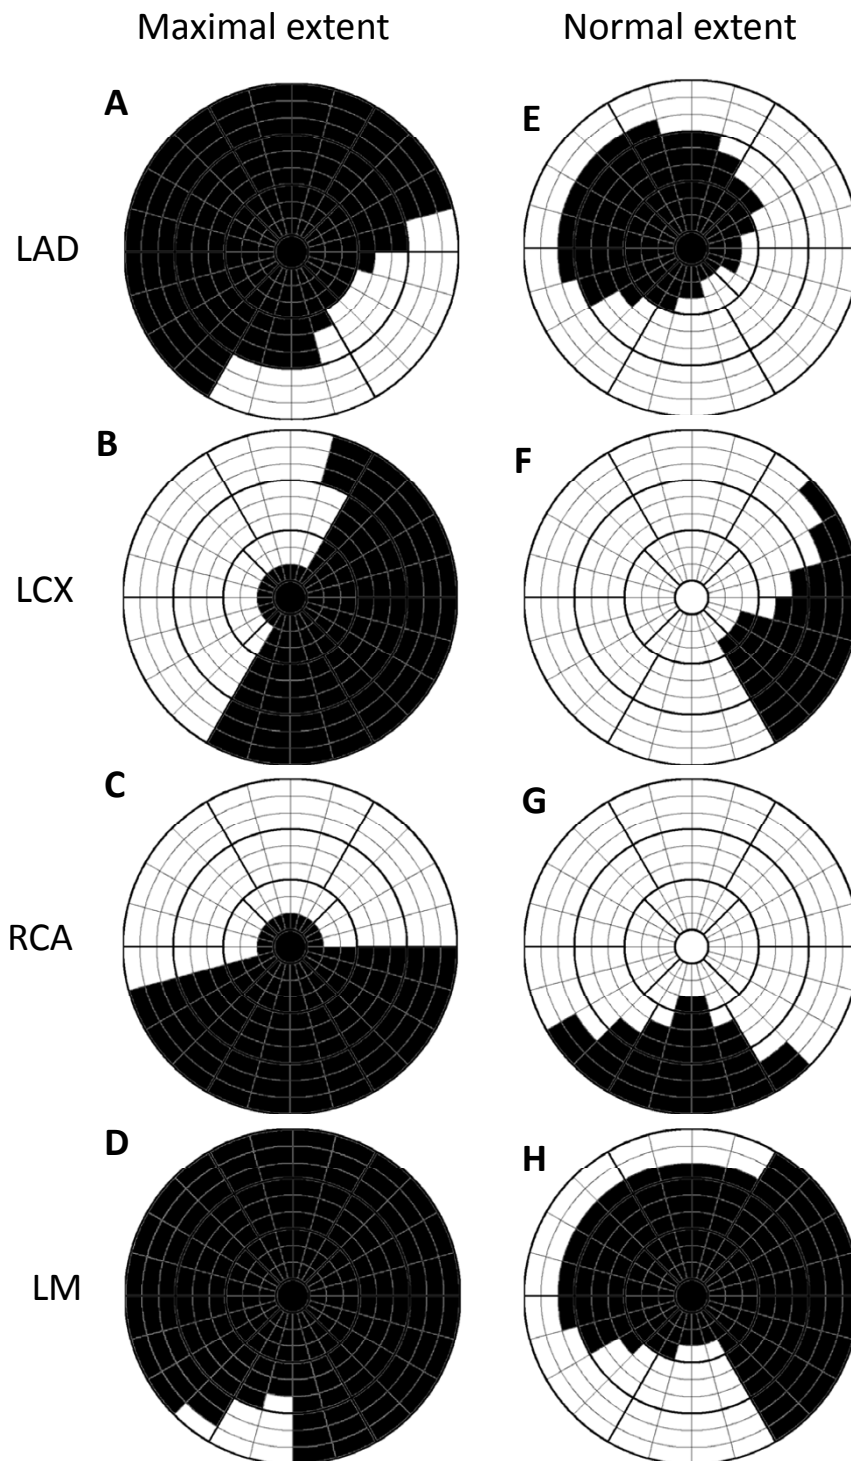 Maximal extent Normal extent
A E
LAD
B F
LCX
C G
RCA
D H
LM